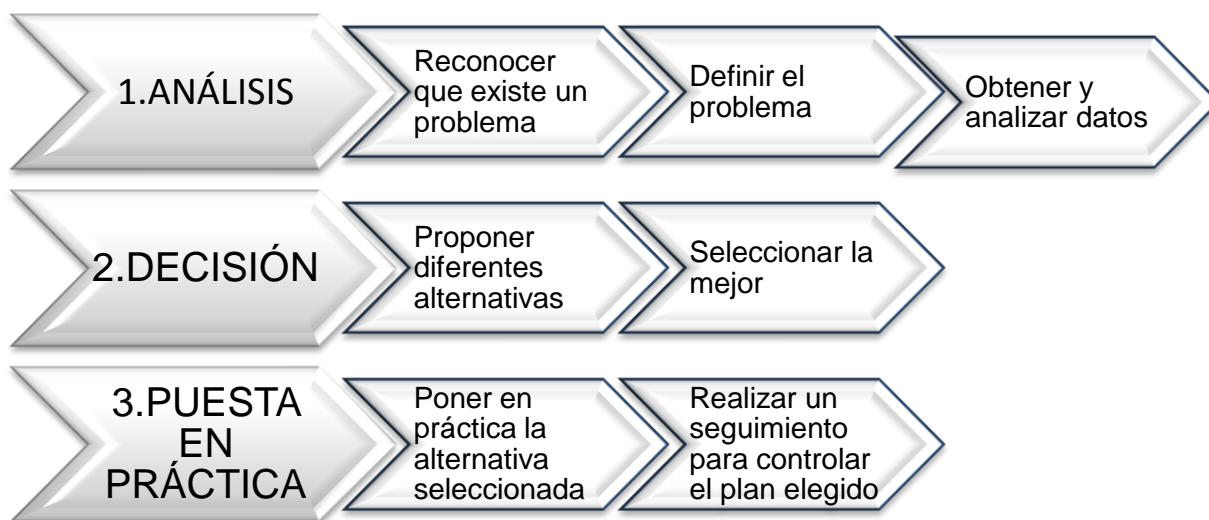 1.ANÁLISIS
Reconocer
que existe un
problema
Definir el
problema
Obtener y
analizar datos
2.DECISIÓN
Proponer
diferentes
alternativas
Seleccionar la
mejor
3.PUESTA
EN
PRÁCTICA
Poner en
práctica la
alternativa
seleccionada
Realizar un
seguimiento
para controlar
el plan elegido